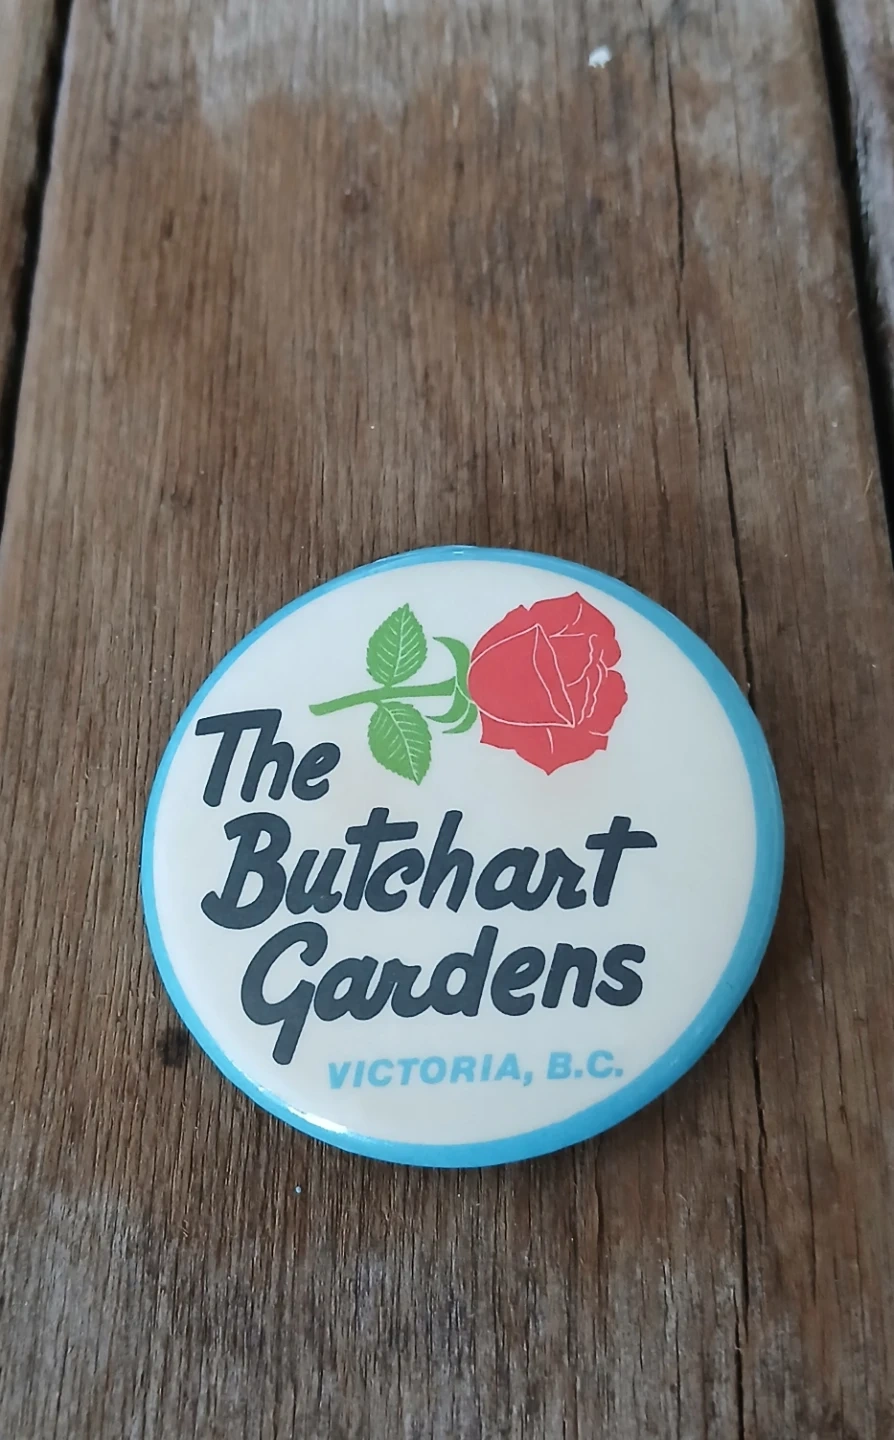 The
Butchart
Gardens
VICTORIA, B.C.